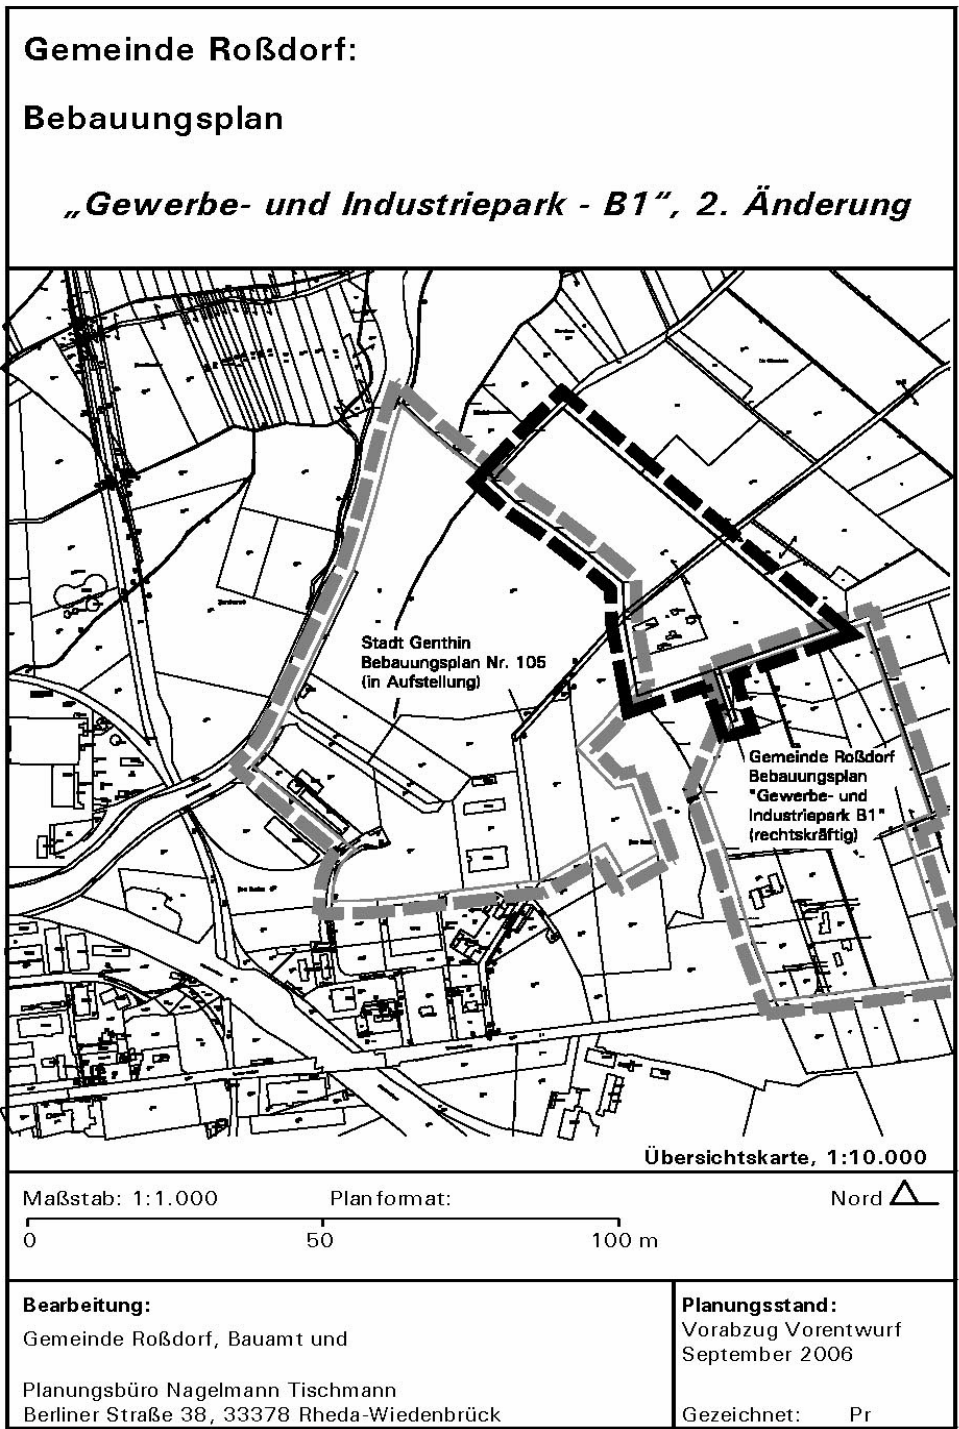 Gemeinde Roßdorf:
Bebauungsplan
„Gewerbe- und Industriepark - B1“, 2. Änderung
Stadt Genthin
Bebauungsplan Nr. 105
(in Aufstellung)
Gemeinde Roßdorf
Bebauungsplan
"Gewerbe- und
Industriepark B1"
(rechtskräftig)
Übersichtskarte, 1:10.000
Maßstab: 1:1.000 Planformat: Nord
0 50 100 m
Bearbeitung:
Gemeinde Roßdorf, Bauamt und
Planungsbüro Nagelmann Tischmann
Berliner Straße 38, 33378 Rheda-Wiedenbrück
Planungsstand:
Vorabzug Vorentwurf
September 2006
Gezeichnet: Pr